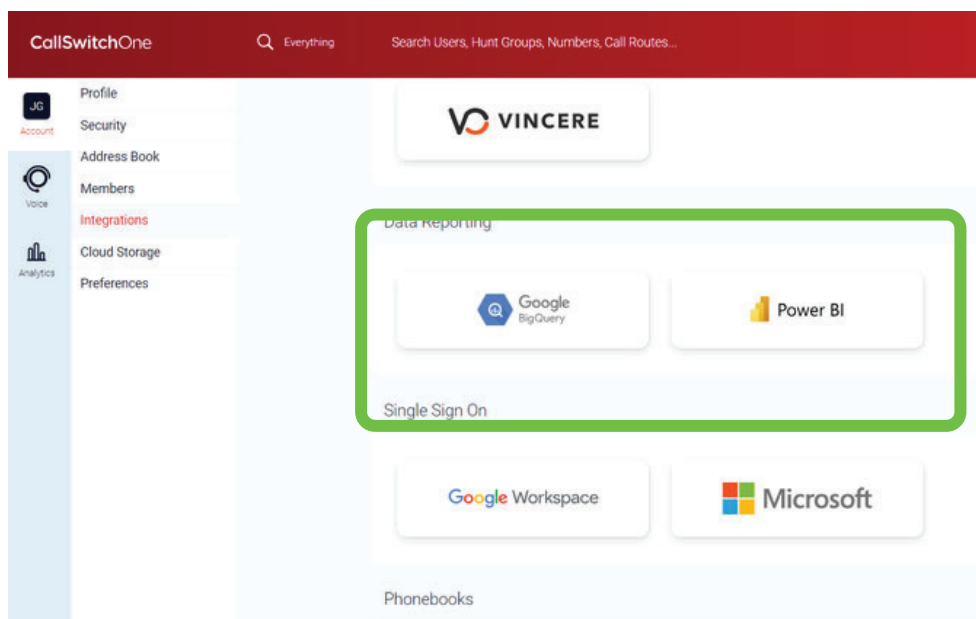 CallSwitchOne
Everything
Search Users, Hunt Groups, Numbers, Call Routes...
JG
Account
Voice
Analytics
Profile
Security
Address Book
Members
Integrations
Cloud Storage
Preferences
VINCERE
Data Reporting
Google
BigQuery
Power BI
Single Sign On
Google Workspace
Microsoft
Phonebooks